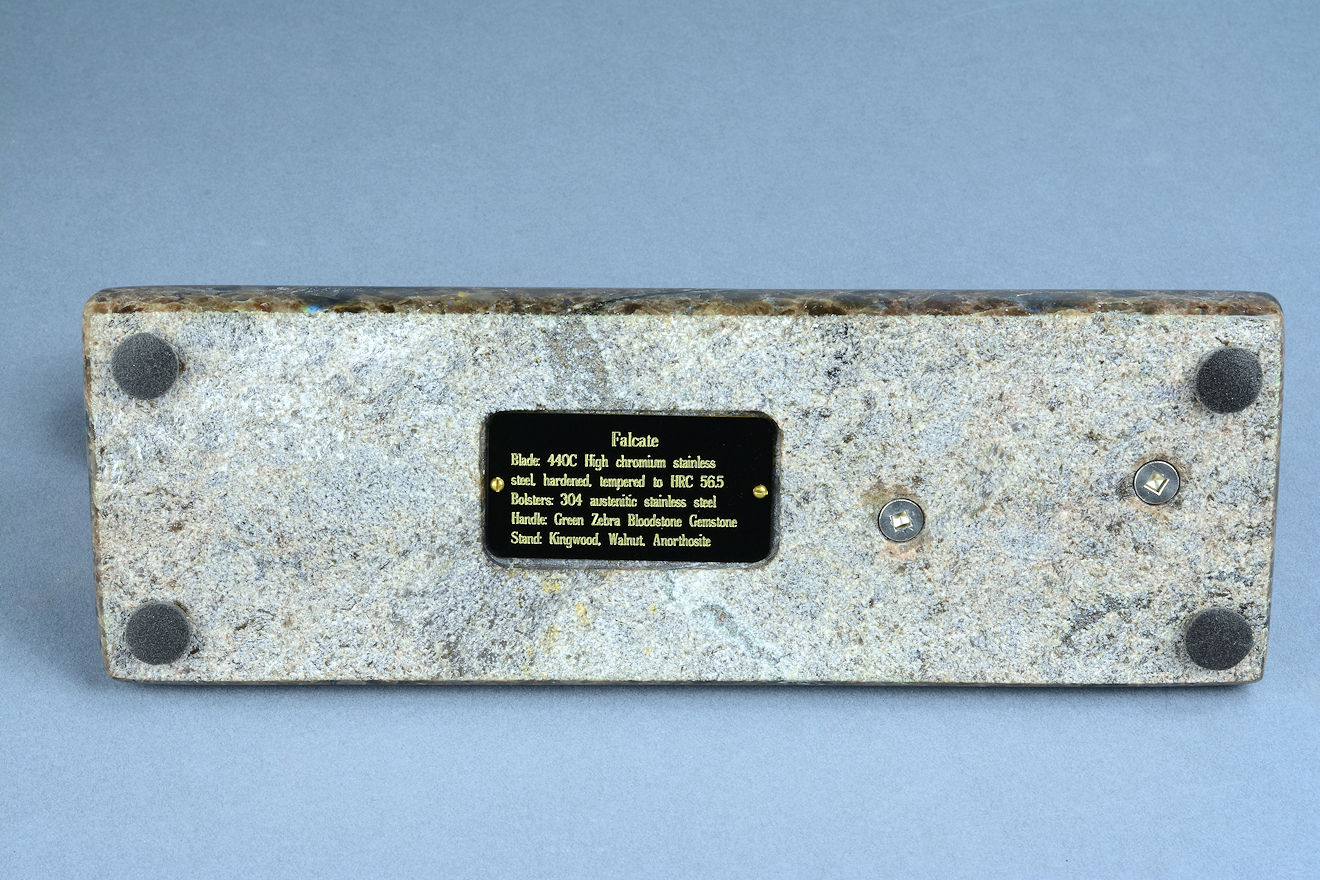 Falcate
Blade: 440C High chromium stainless
steel, hardened, tempered to HRC 56.5
Bolsters: 304 austenitic stainless steel
Handle: Green Zebra Bloodstone Gemstone
Stand: Kingwood, Walnut, Anorthosite